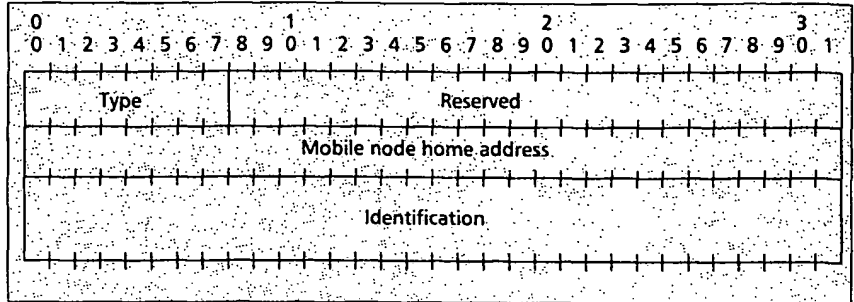 0 1 2 3
0 1 2 3 4 5 6 7 8 9 0 1 2 3 4 5 6 7 8 9 0 1 2 3 4 5 6 7 8 9 0 1
Type Reserved
Mobile node home address
Identification